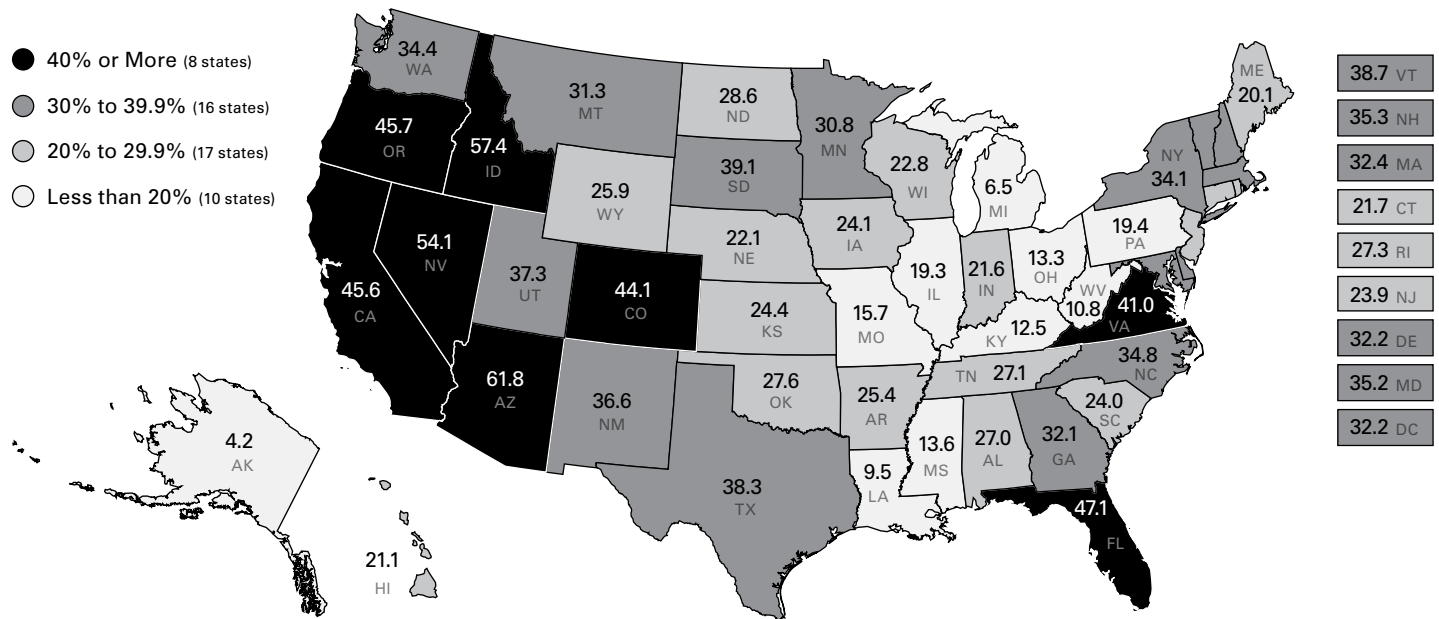 40% or More (8 states)
30% to 39.9% (16 states)
20% to 29.9% (17 states)
Less than 20% (10 states)
34.4
WA
45.7
OR
57.4
ID
31.3
MT
28.6
ND
30.8
MN
39.1
SD
25.9
WY
22.8
WI
6.5
MI
ME
20.1
NY
34.1
54.1
NV
45.6
CA
37.3
UT
44.1
CO
22.1
NE
24.1
IA
19.3
IL
21.6
IN
13.3
OH
19.4
PA
WV
10.8
41.0
VA
24.4
KS
15.7
MO
KY 12.5
61.8
AZ
36.6
NM
27.6
OK
25.4
AR
TN 27.1
34.8
NC
24.0
SC
38.3
TX
9.5
LA
13.6
MS
27.0
AL
32.1
GA
47.1
FL
4.2
AK
21.1
HI
38.7 VT
35.3 NH
32.4 MA
21.7 CT
27.3 RI
23.9 NJ
32.2 DE
35.2 MD
32.2 DC